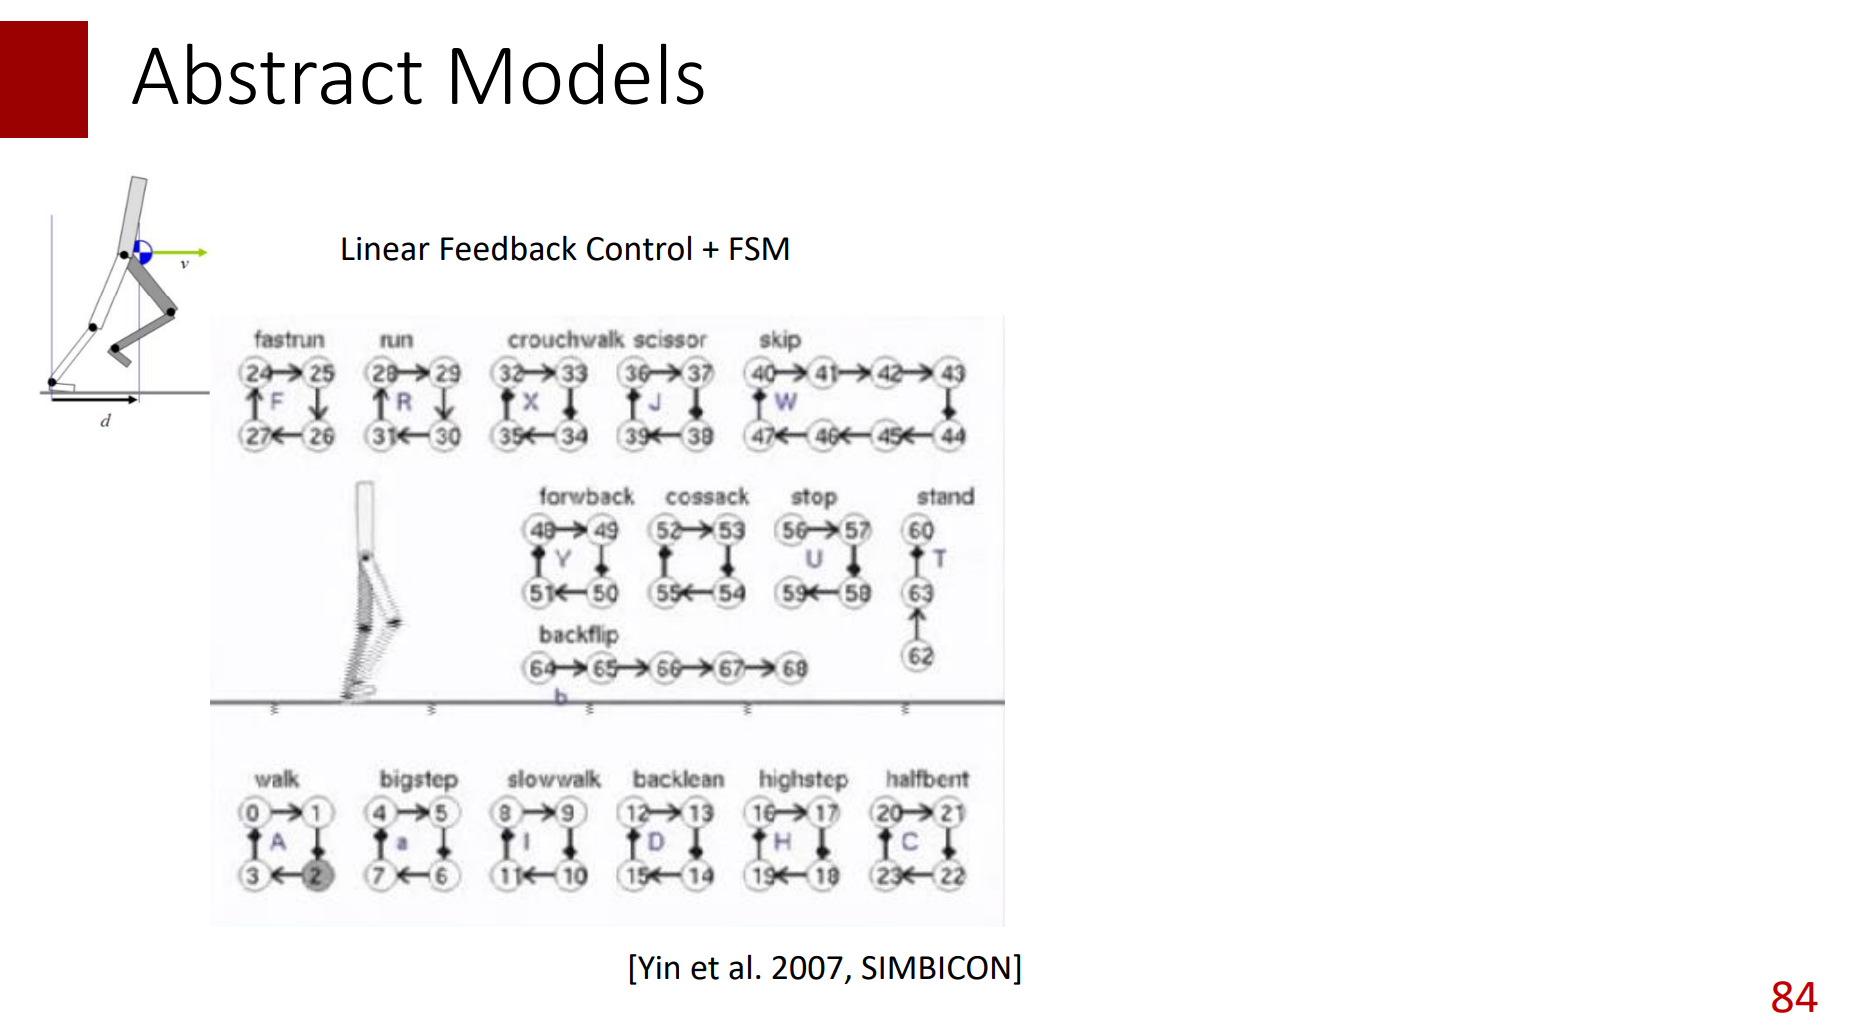 Abstract Models
Linear Feedback Control + FSM
v
d
fastrun run crouchwalk scissor skip
24 25 28 29 32 33 36 37 40 41 42 43
F R X J W
27 26 31 30 35 34 39 38 47 46 45 44
forwback cossack stop stand
48 49 52 53 56 57 60
Y U T
51 50 55 54 59 58 63
backflip
64 65 66 67 68 62
b
walk bigstep slowwalk backlean highstep halfbent
0 1 4 5 8 9 12 13 16 17 20 21
A a l D H C
3 2 7 6 11 10 15 14 19 18 23 22
[Yin et al. 2007, SIMBICON]
84